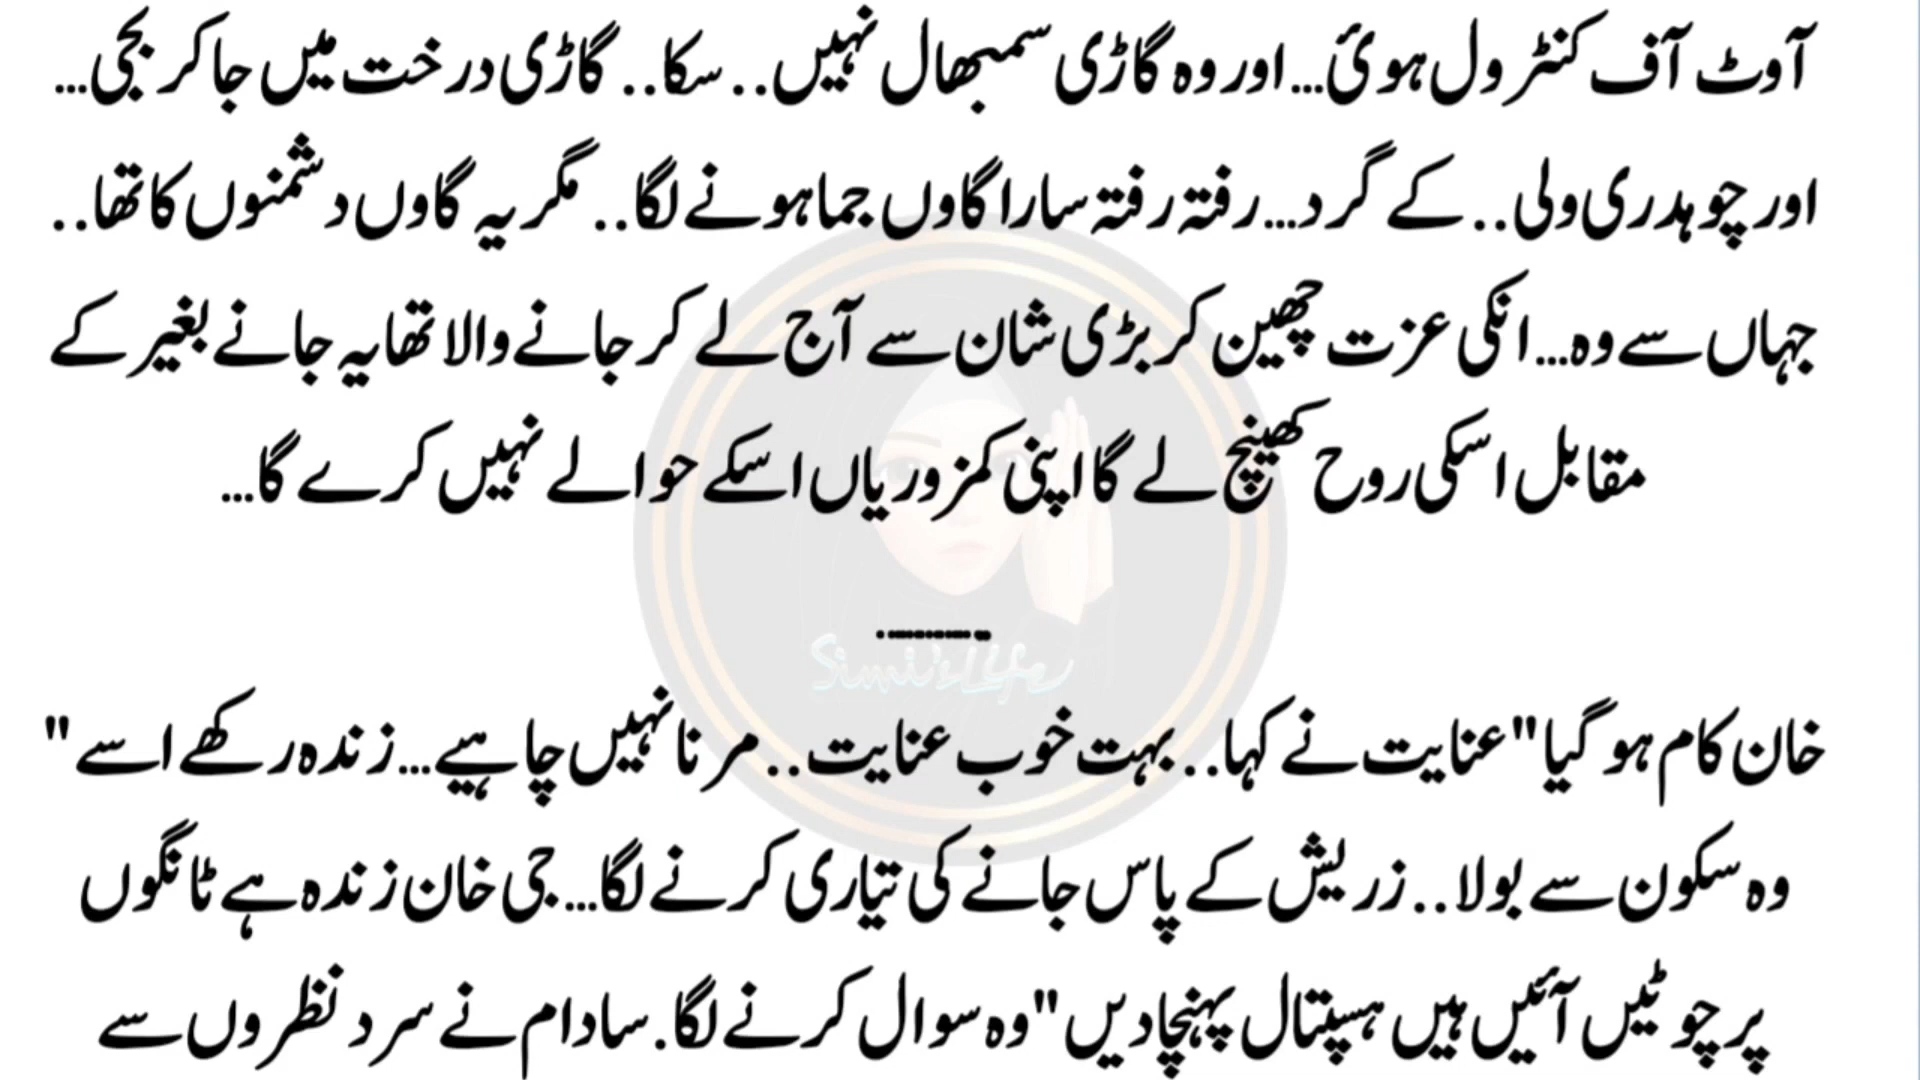 آوٹ آف کنٹرول ہوئ... اور وہ گاڑی سمبھال نہیں.. سکا.. گاڑی درخت میں جا کر بجی...
اور چوہدری ولی.. کے گرد... رفتہ رفتہ سارا گاوں جما ہونے لگا.. مگر یہ گاوں دشمنوں کا تھا..
جہاں سے وہ... انکی عزت چھین کر بڑی شان سے آج لے کر جانے والا تھا یہ جانے بغیر کے
مقابل اسکی روح کھینچ لے گا اپنی کمزوریاں اسکے حوالے نہیں کرے گا...
Simi'sLife
خان کام ہو گیا" عنایت نے کہا.. بہت خوب عنایت.. مرنا نہیں چاہیے... زندہ رکھے اسے "
وہ سکون سے بولا.. زریش کے پاس جانے کی تیاری کرنے لگا... جی خان زندہ ہے ٹانگوں
پر چوٹیں آئیں ہیں ہسپتال پہنچا دیں" وہ سوال کرنے لگا. سادام نے سرد نظروں سے